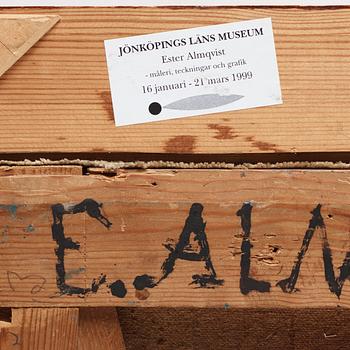 JÖNKÖPINGS LÄNS MUSEUM
Ester Almqvist
- måleri, teckningar och grafik
16 januari - 21 mars 1999
E. ALM